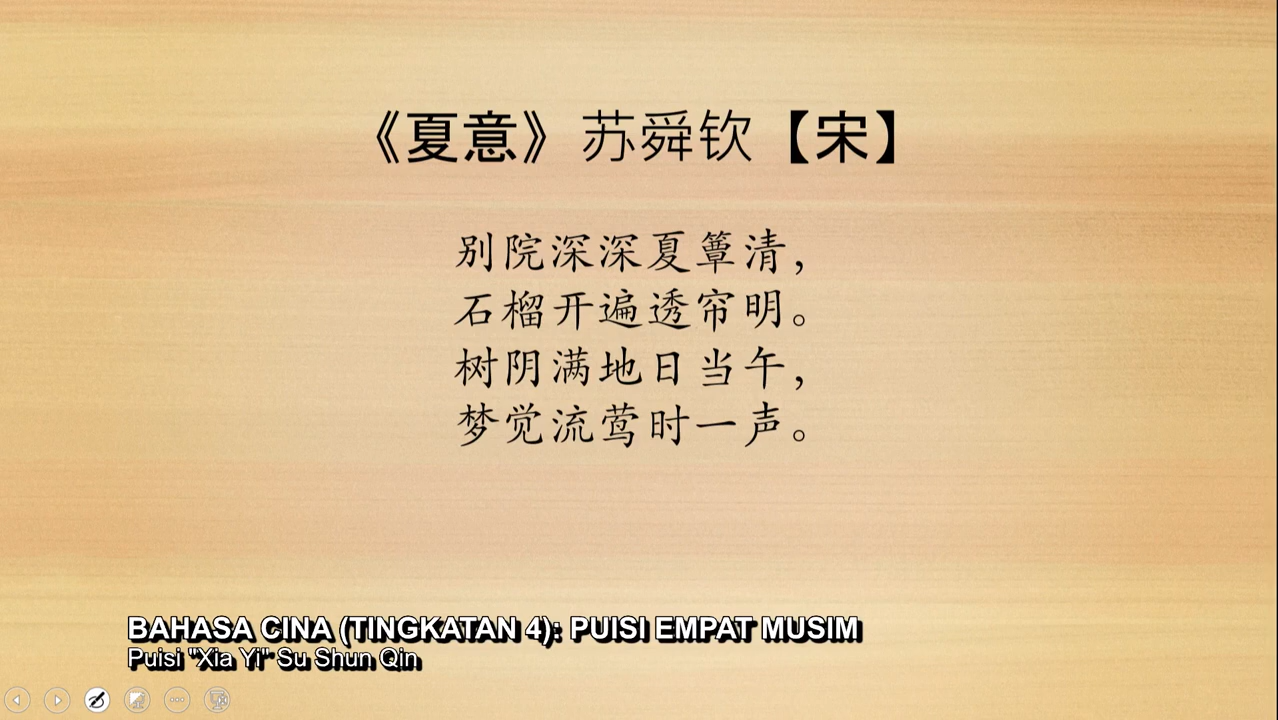 《夏意》苏舜钦【宋】
别院深深夏簟清，
石榴开遍透帘明。
树阴满地日当午，
梦觉流莺时一声。
BAHASA CINA (TINGKATAN 4): PUISI EMPAT MUSIM
Puisi "Xia Yi" Su Shun Qin